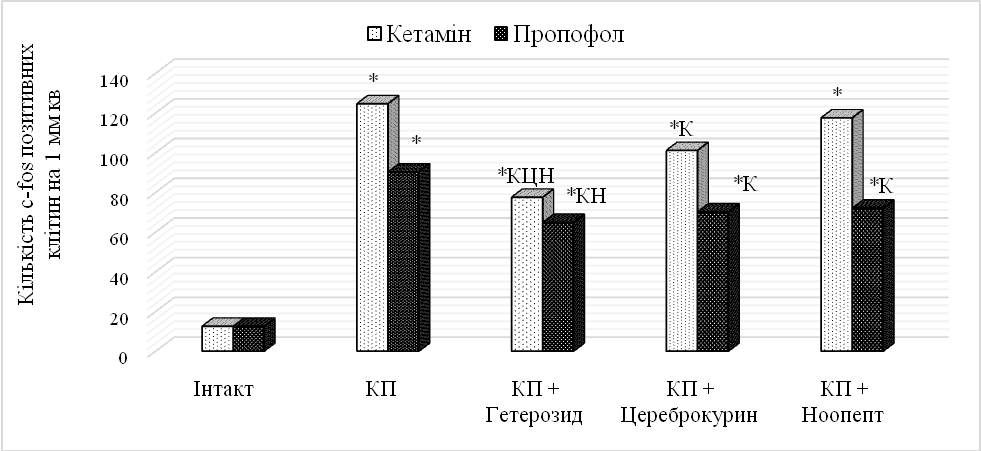 Кетамін Пропофол
Кількість c-fos позитивних
клітин на 1 мм кв
140
120
100
80
60
40
20
0
*
*
*КЦН
*КН
*К
*К
*
*К
Інтакт
КП
КП +
Гетерозид
КП +
Цереброкурин
КП +
Ноопепт